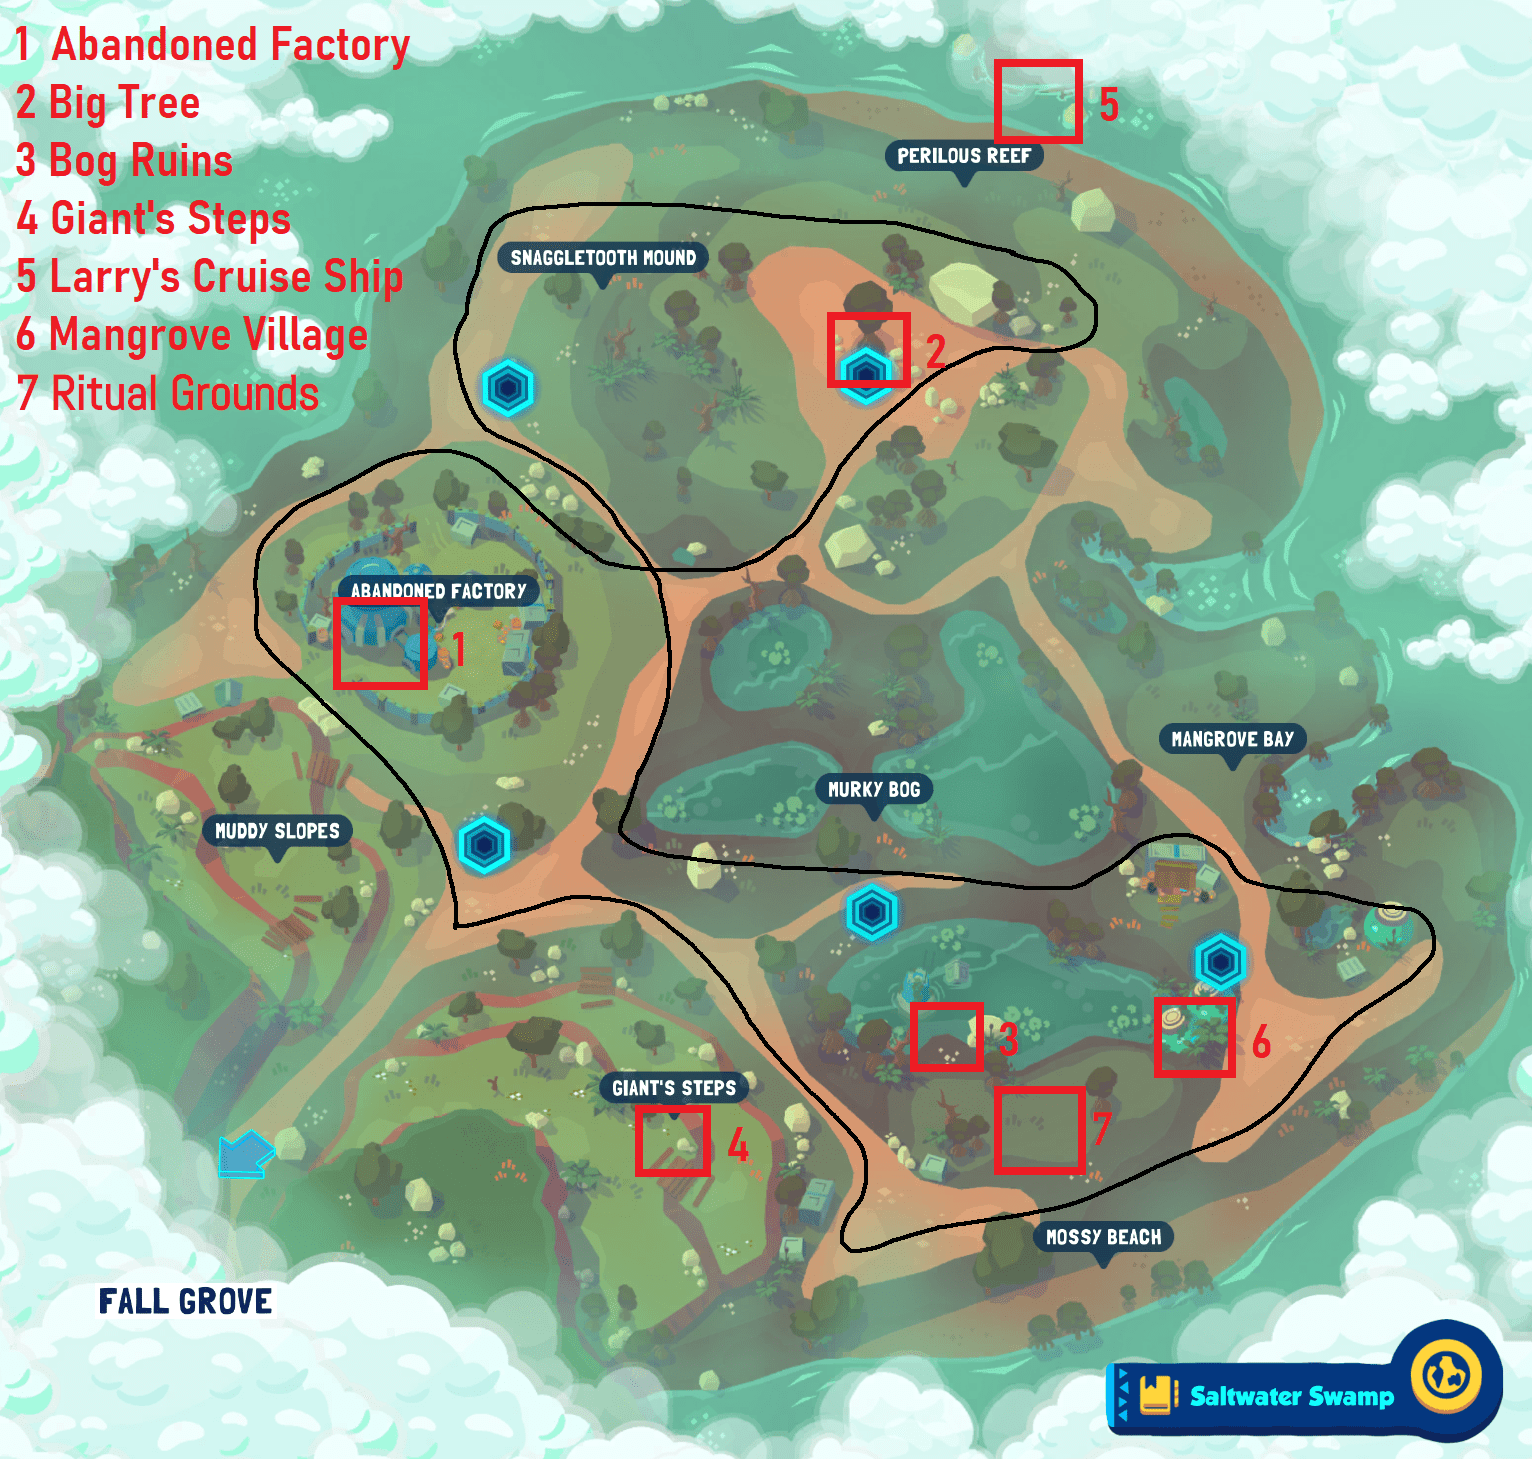 1 Abandoned Factory
2 Big Tree
3 Bog Ruins
4 Giant's Steps
5 Larry's Cruise Ship
6 Mangrove Village
7 Ritual Grounds
5
PERILOUS REEF
SNAGGLETOOTH MOUND
2
ABANDONED FACTORY
1
MANGROVE BAY
MURKY BOG
MUDDY SLOPES
3
6
GIANT'S STEPS
7
4
MOSSY BEACH
FALL GROVE
Saltwater Swamp